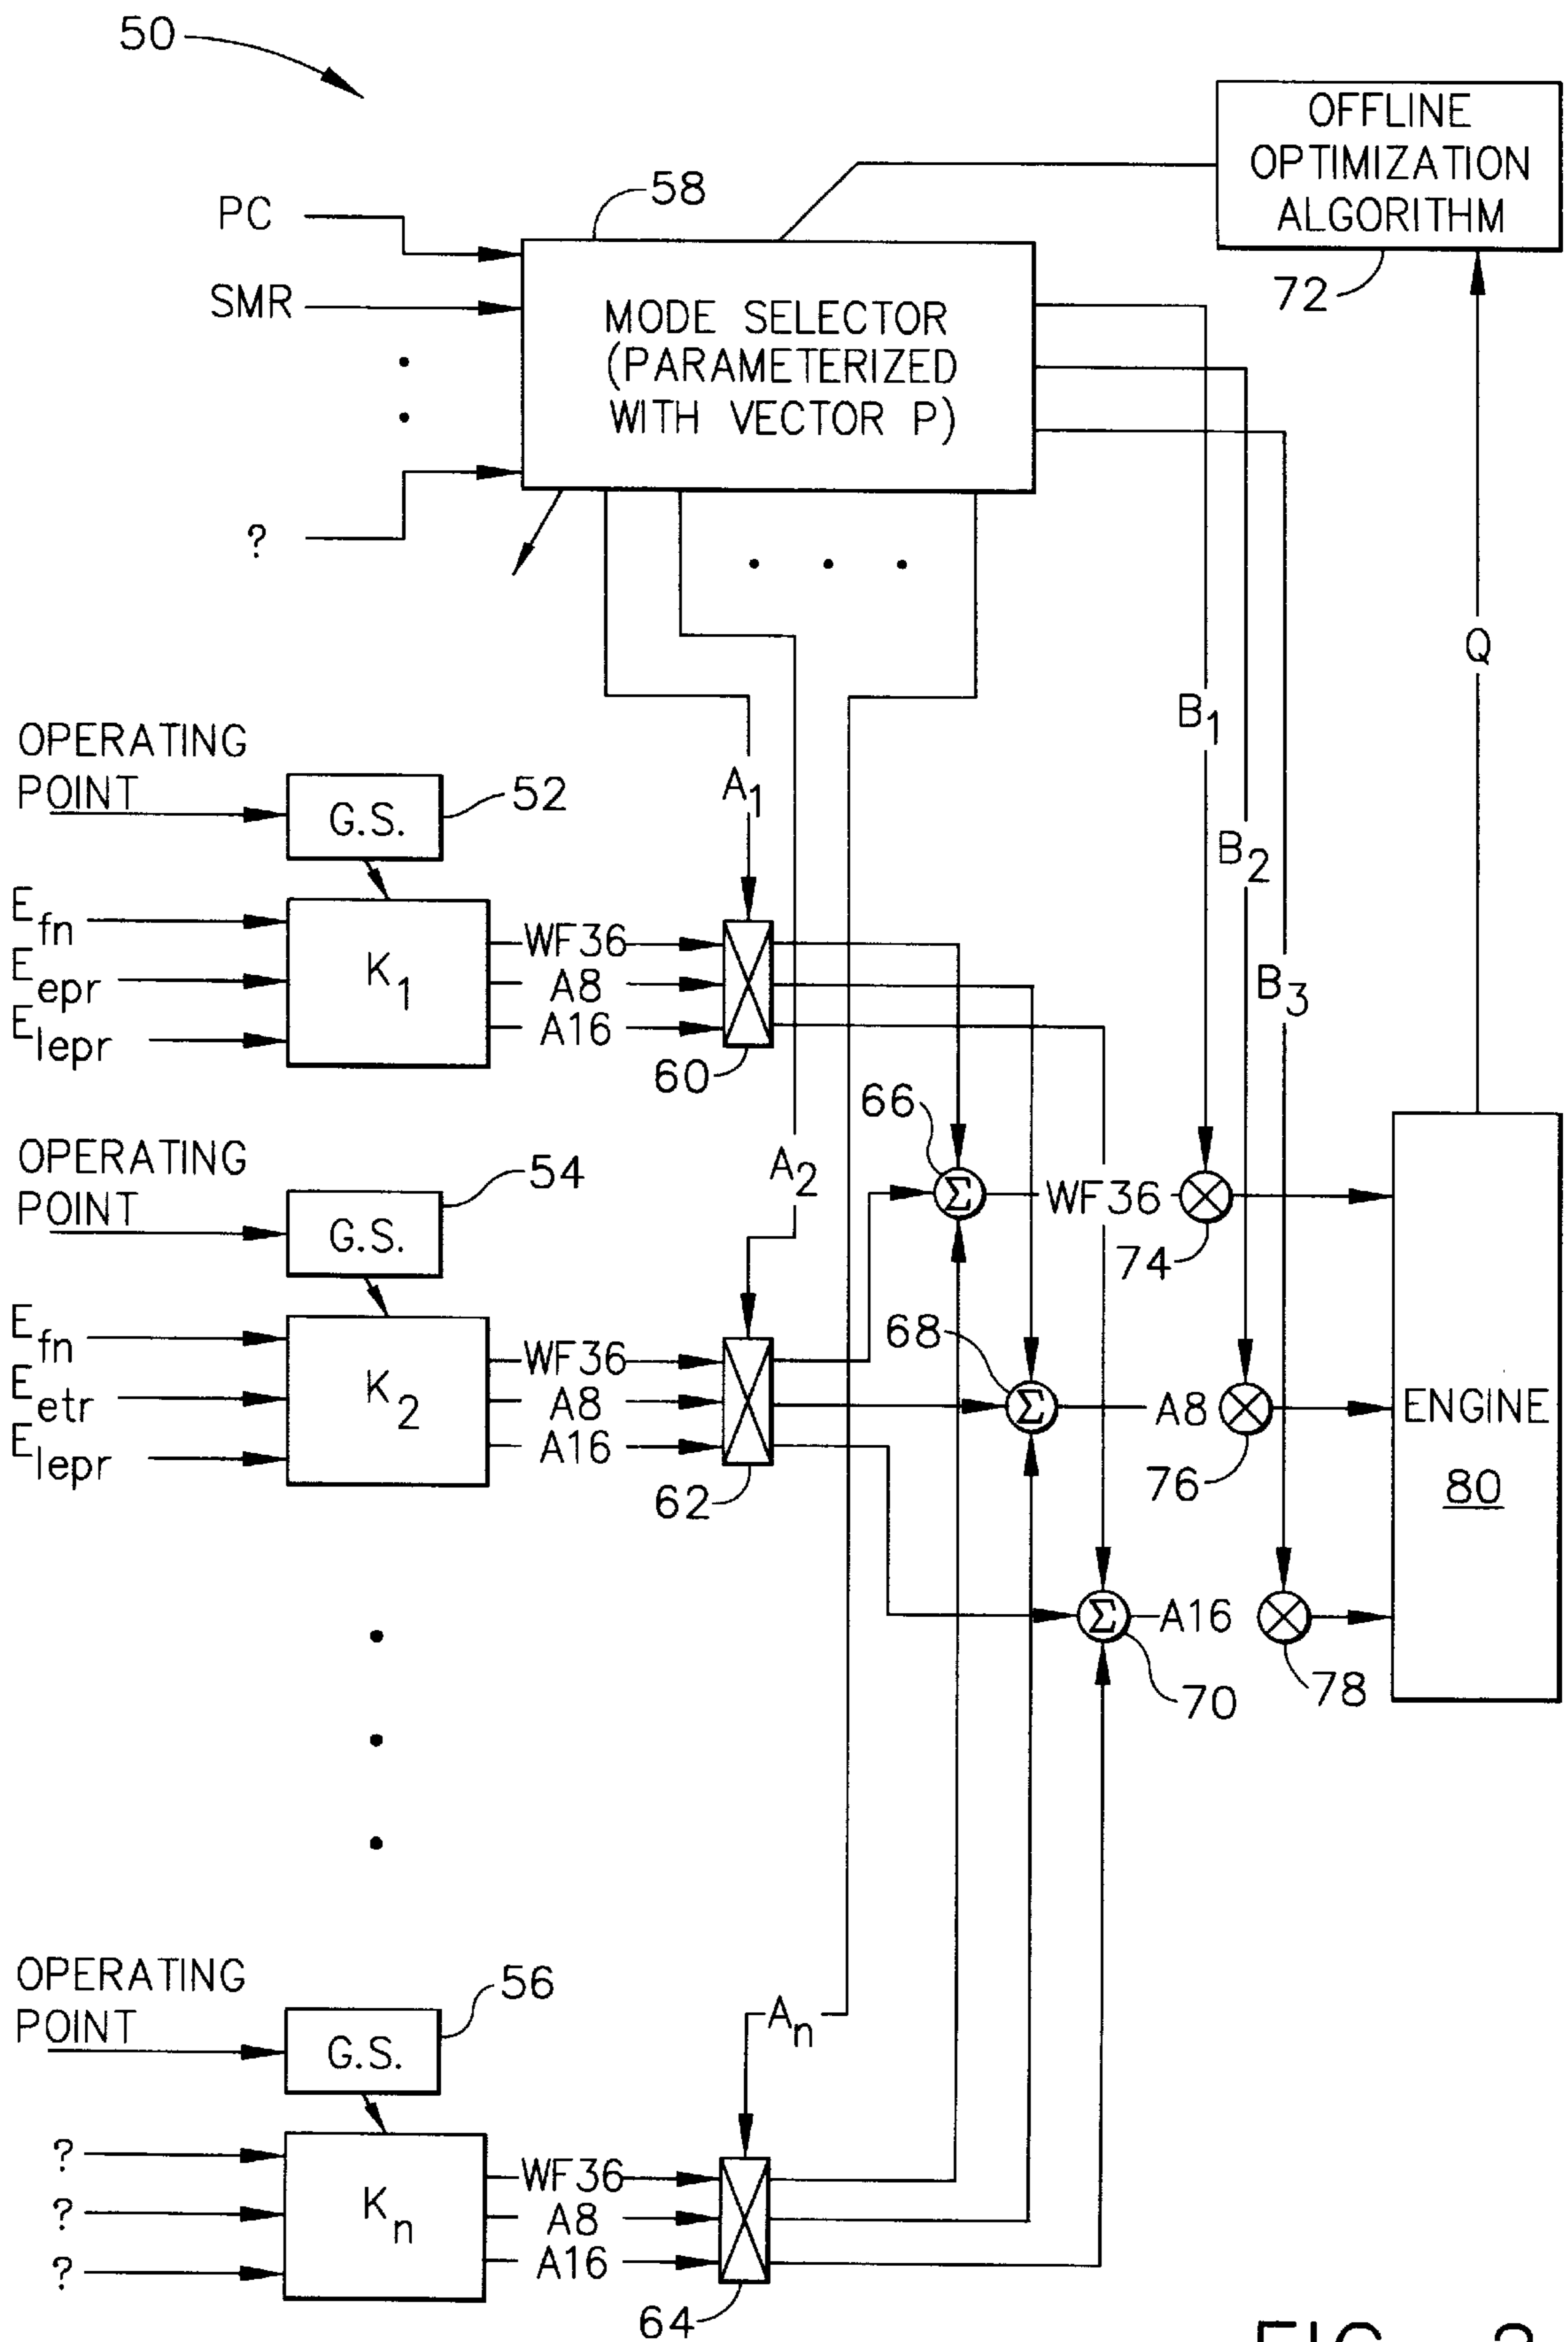 50
OFFLINE
OPTIMIZATION
ALGORITHM
72
58
PC
SMR
?
MODE SELECTOR
(PARAMETERIZED
WITH VECTOR P)
Q
B1
B2
B3
A1
A2
An
OPERATING
POINT
G.S.
52
Efn
Eepr
Elepr
K1
WF36
A8
A16
60
66
Σ
WF36
74
OPERATING
POINT
G.S.
54
Efn
Eetr
Elepr
K2
WF36
A8
A16
62
68
Σ
A8
76
ENGINE
80
Σ
A16
70
78
OPERATING
POINT
G.S.
56
?
?
?
Kn
WF36
A8
A16
64